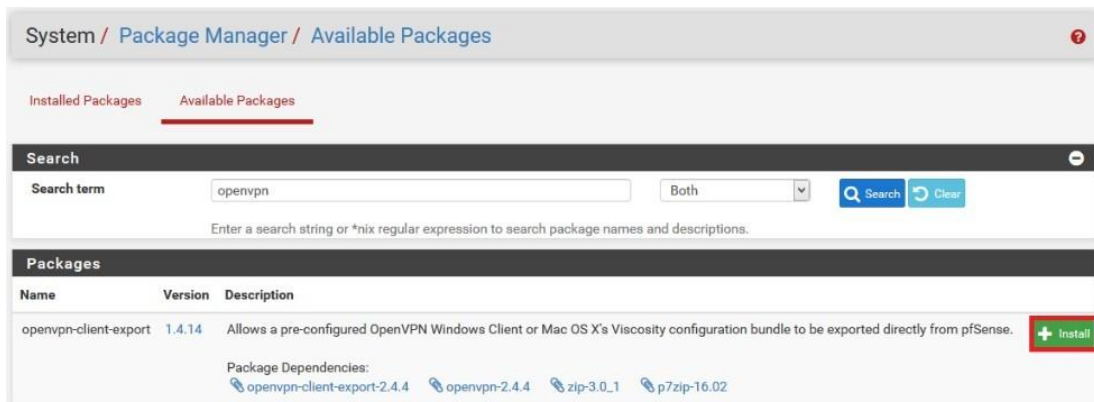 System / Package Manager / Available Packages
Installed Packages Available Packages
Search
Search term openvpn Both Search Clear
Enter a search string or *nix regular expression to search package names and descriptions.
Packages
Name Version Description
openvpn-client-export 1.4.14 Allows a pre-configured OpenVPN Windows Client or Mac OS X's Viscosity configuration bundle to be exported directly from pfSense. Install
Package Dependencies:
openvpn-client-export-2.4.4 openvpn-2.4.4 zip-3.0_1 p7zip-16.02